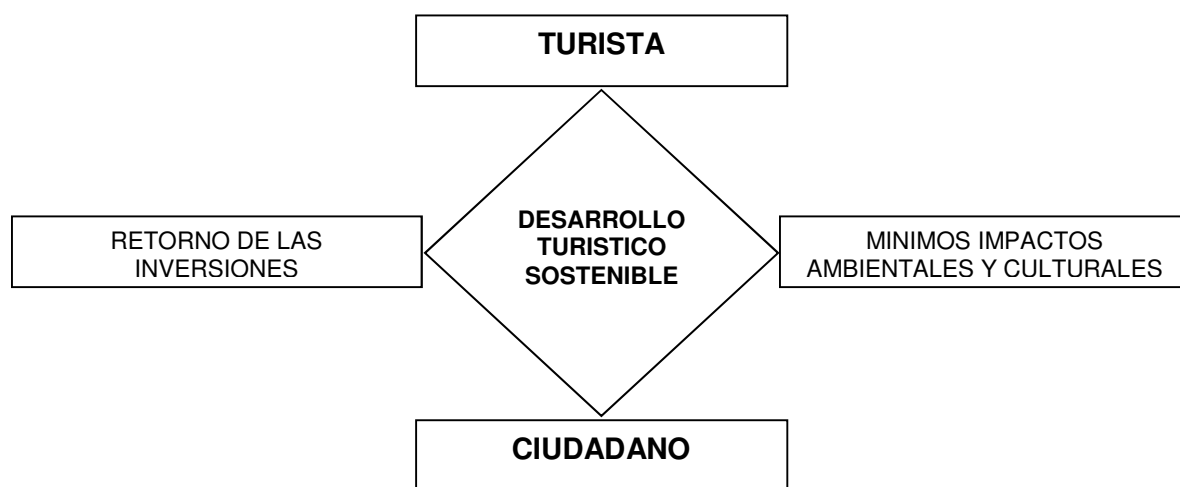 TURISTA
RETORNO DE LAS
INVERSIONES
DESARROLLO
TURISTICO
SOSTENIBLE
MINIMOS IMPACTOS
AMBIENTALES Y CULTURALES
CIUDADANO